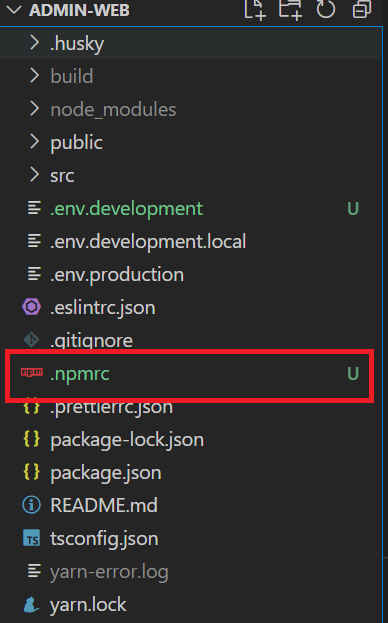 ADMIN-WEB
.husky
build
node_modules
public
src
.env.development U
.env.development.local
.env.production
.eslintrc.json
.gitignore
.npmrc U
.prettierrc.json
package-lock.json
package.json
README.md
TS tsconfig.json
yarn-error.log
yarn.lock